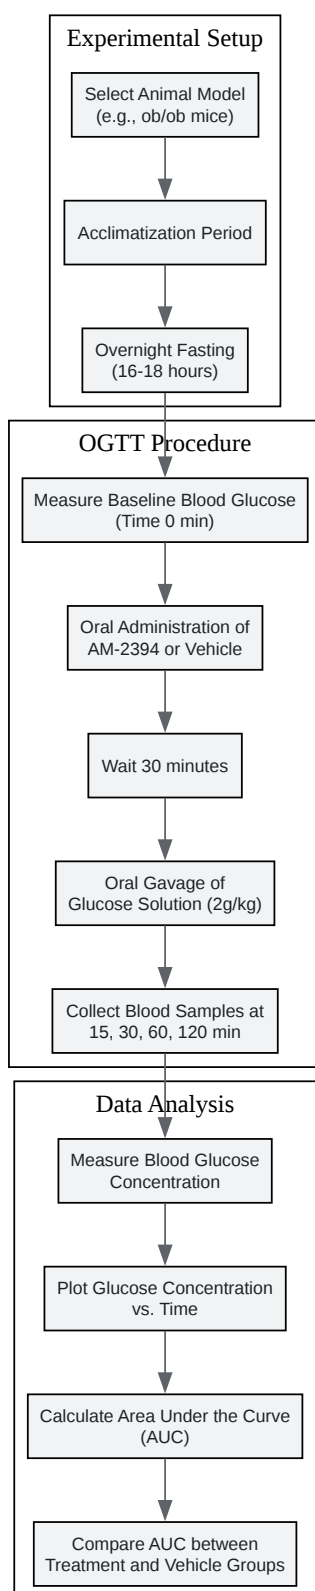 Experimental Setup
Select Animal Model
(e.g., ob/ob mice)
Acclimatization Period
Overnight Fasting
(16-18 hours)
OGTT Procedure
Measure Baseline Blood Glucose
(Time 0 min)
Oral Administration of
AM-2394 or Vehicle
Wait 30 minutes
Oral Gavage of
Glucose Solution (2g/kg)
Collect Blood Samples at
15, 30, 60, 120 min
Data Analysis
Measure Blood Glucose
Concentration
Plot Glucose Concentration
vs. Time
Calculate Area Under the Curve
(AUC)
Compare AUC between
Treatment and Vehicle Groups